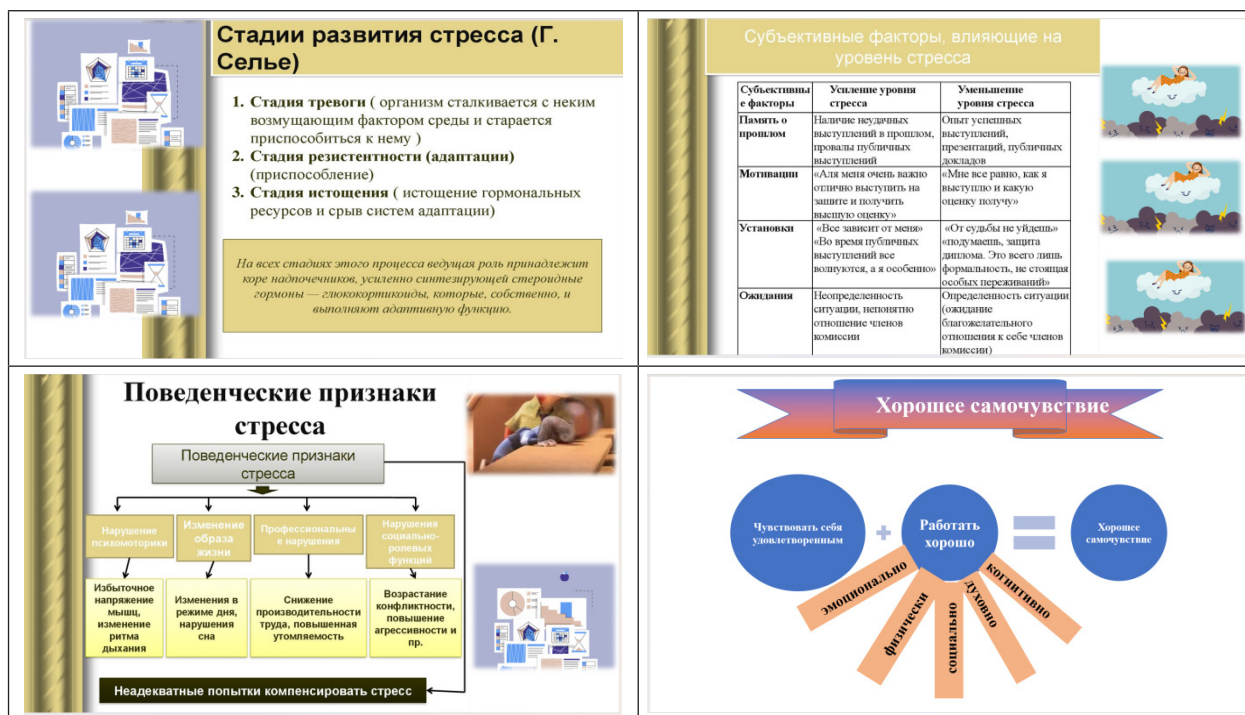 Стадии развития стресса (Г.
Селье)
1. Стадия тревоги ( организм сталкивается с неким
возмущающим фактором среды и старается
приспособиться к нему )
2. Стадия резистентности (адаптации)
(приспособление)
3. Стадия истощения ( истощение гормональных
ресурсов и срыв систем адаптации)
На всех стадиях этого процесса ведущая роль принадлежит
коре надпочечников, усиленно синтезирующей стероидные
гормоны — глюкокортикоиды, которые, собственно, и
выполняют адаптивную функцию.
Субъективные факторы, влияющие на
уровень стресса
Субъективны
е факторы
Усиление уровня
стресса
Уменьшение
уровня стресса
Память о
прошлом
Наличие неудачных
выступлений в прошлом,
провалы публичных
выступлений
Опыт успешных
выступлений,
презентаций, публичных
докладов
Мотивации
«Аля меня очень важно
отлично выступить на
защите и получить
высшую оценку»
«Мне все равно, как я
выступлю и какую
оценку получу»
Установки
«Все зависит от меня»
«Во время публичных
выступлений все
волнуются, а я особенно»
«От судьбы не уйдешь»
«подумаешь, защита
диплома. Это всего лишь
формальность, не стоящая
особых переживаний»
Ожидания
Неопределенность
ситуации, непонятно
отношение членов
комиссии
Определенность ситуации
(ожидание
благожелательного
отношения к себе членов
комиссии)
Поведенческие признаки
стресса
Поведенческие признаки
стресса
Нарушение
психомоторики
Изменение
образа
жизни
Профессиональны
е нарушения
Нарушения
социально-
ролевых
функций
Избыточное
напряжение
мышц,
изменение
ритма
дыхания
Изменения в
режиме дня,
нарушения
сна
Снижение
производительности
труда, повышенная
утомляемость
Возрастание
конфликтности,
повышение
агрессивности и
пр.
Неадекватные попытки компенсировать стресс
Хорошее самочувствие
Чувствовать себя
удовлетворенным
+
Работать
хорошо
=
Хорошее
самочувствие
эмоционально
физически
социально
духовно
когнитивно